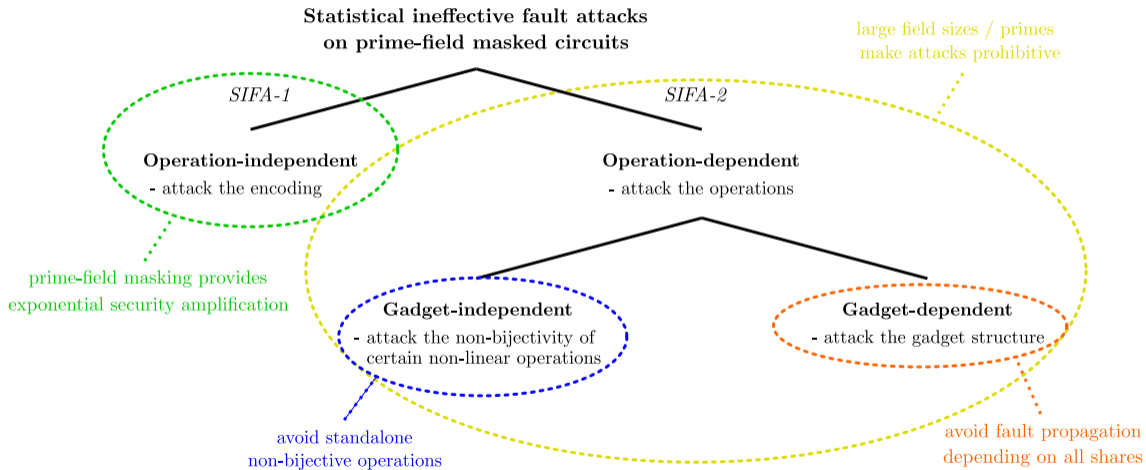 Statistical ineffective fault attacks
on prime-field masked circuits
large field sizes / primes
make attacks prohibitive
SIFA-1
SIFA-2
Operation-independent
- attack the encoding
Operation-dependent
- attack the operations
prime-field masking provides
exponential security amplification
Gadget-independent
- attack the non-bijectivity of
certain non-linear operations
Gadget-dependent
- attack the gadget structure
avoid standalone
non-bijective operations
avoid fault propagation
depending on all shares